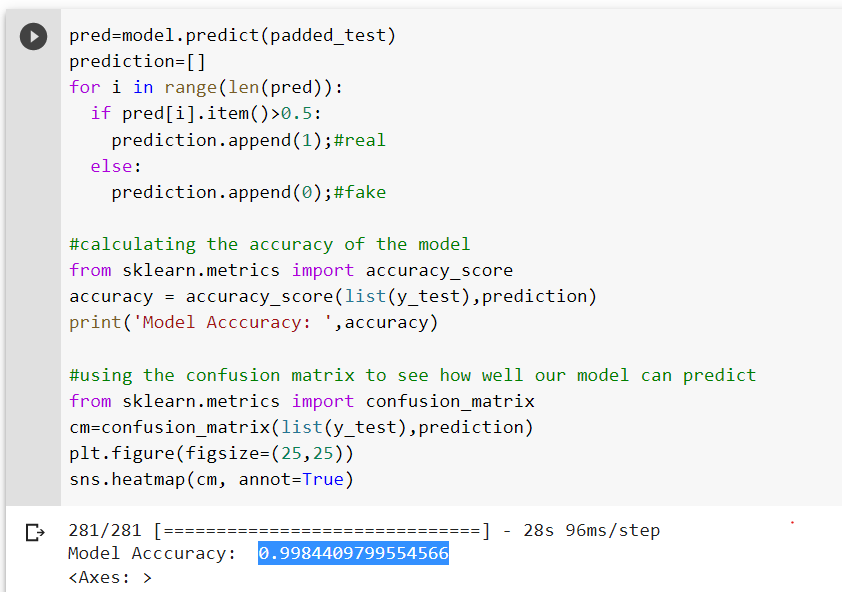 pred=model.predict(padded_test)
prediction=[]
for i in range(len(pred)):
  if pred[i].item()>0.5:
    prediction.append(1);#real
  else:
    prediction.append(0);#fake

#calculating the accuracy of the model
from sklearn.metrics import accuracy_score
accuracy = accuracy_score(list(y_test),prediction)
print('Model Acccuracy: ',accuracy)

#using the confusion matrix to see how well our model can predict
from sklearn.metrics import confusion_matrix
cm=confusion_matrix(list(y_test),prediction)
plt.figure(figsize=(25,25))
sns.heatmap(cm, annot=True)

281/281 [==============================] - 28s 96ms/step
Model Acccuracy:  0.9984409799554566
<Axes: >